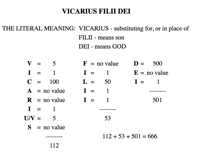 VICARIUS FILII DEI
THE LITERAL MEANING: VICARIUS - substituting for, or in place of
FILII - means son
DEI - means GOD
V = 5 F = no value D = 500
I = 1 I = 1 E = no value
C = 100 L = 50 I = 1
A = no value I = 1 --------
R = no value I = 1 501
I = 1 --------
U/V = 5 53
S = no value
-------- 112 + 53 + 501 = 666
112